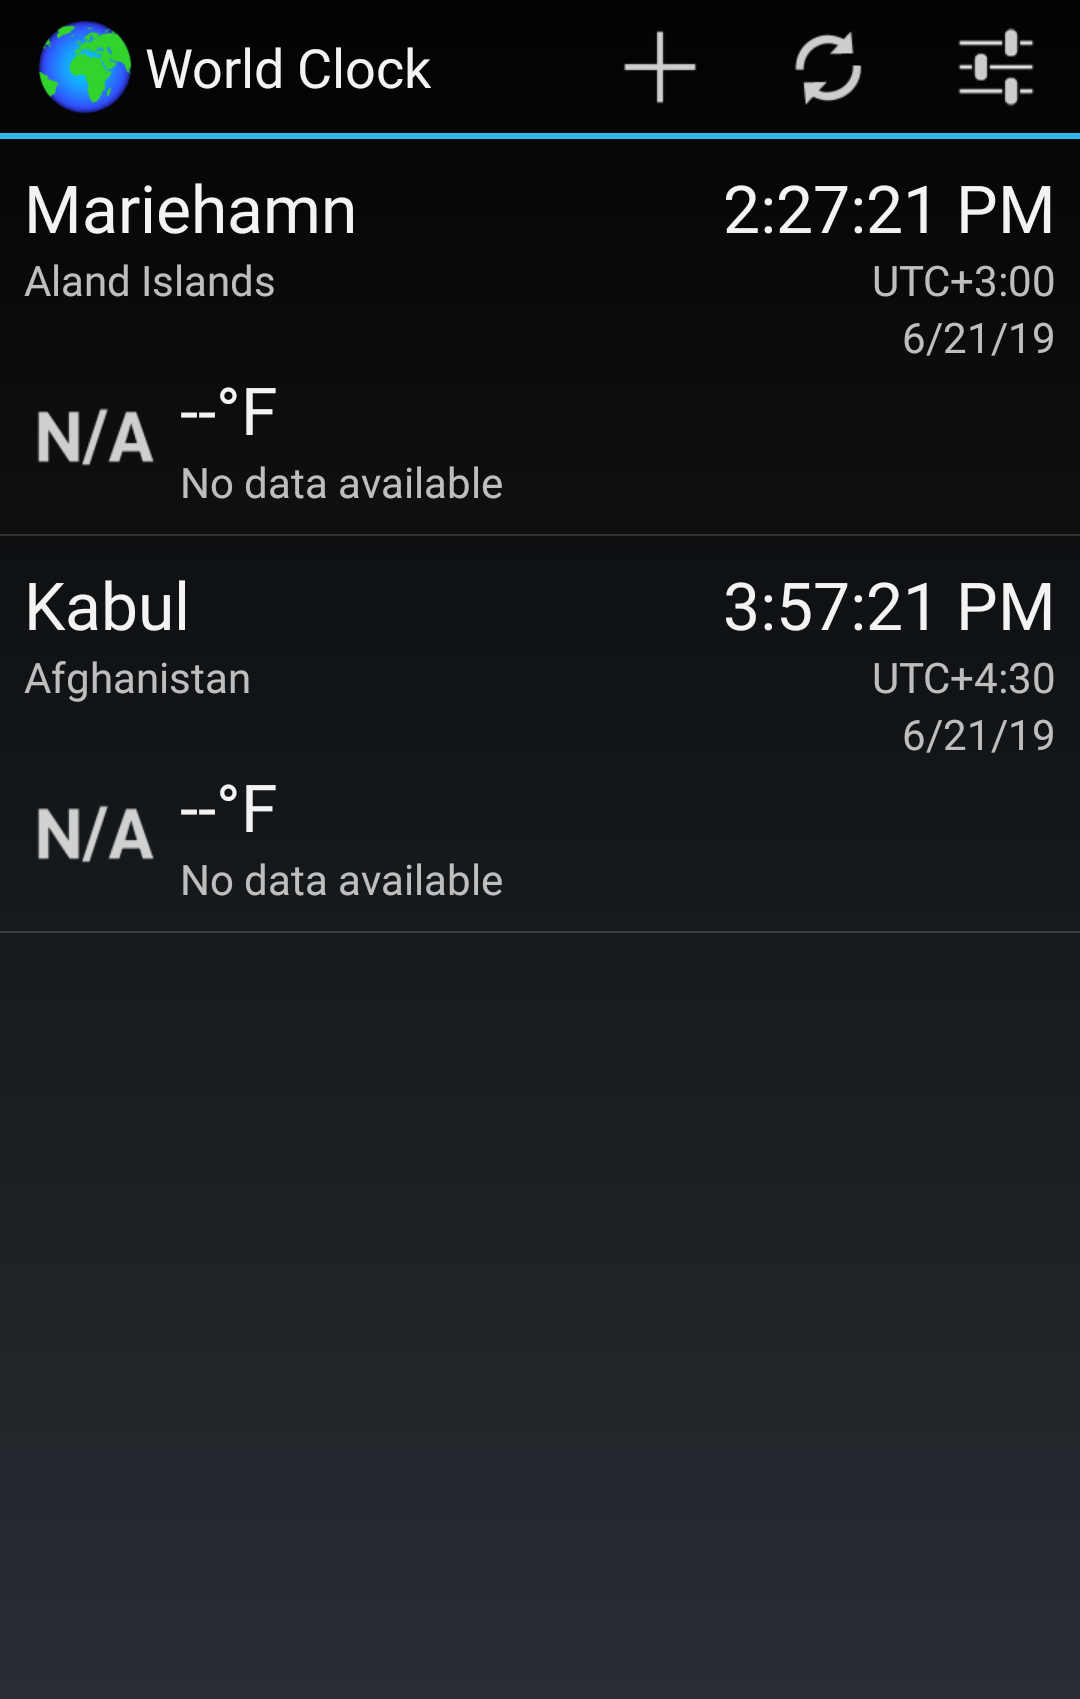 World Clock
Mariehamn 2:27:21 PM
Aland Islands UTC+3:00
6/21/19
N/A --°F
No data available
Kabul 3:57:21 PM
Afghanistan UTC+4:30
6/21/19
N/A --°F
No data available